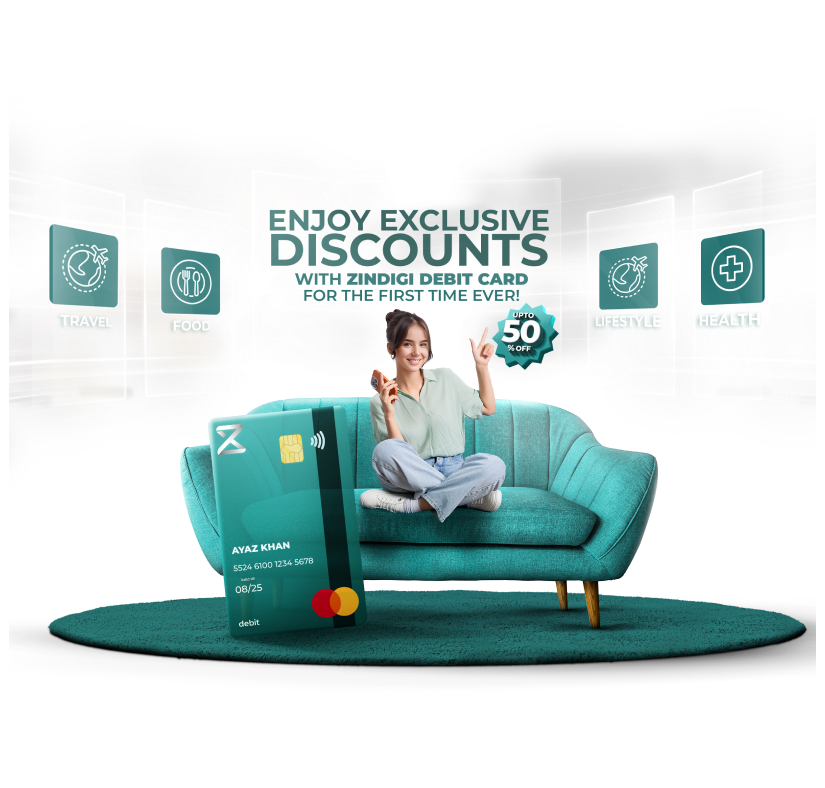 ENJOY EXCLUSIVE
DISCOUNTS
WITH ZINDIGI DEBIT CARD
FOR THE FIRST TIME EVER!
UPTO
50
% OFF
TRAVEL
FOOD
LIFESTYLE
HEALTH
AYAZ KHAN
5524 6100 1234 5678
08/25
debit